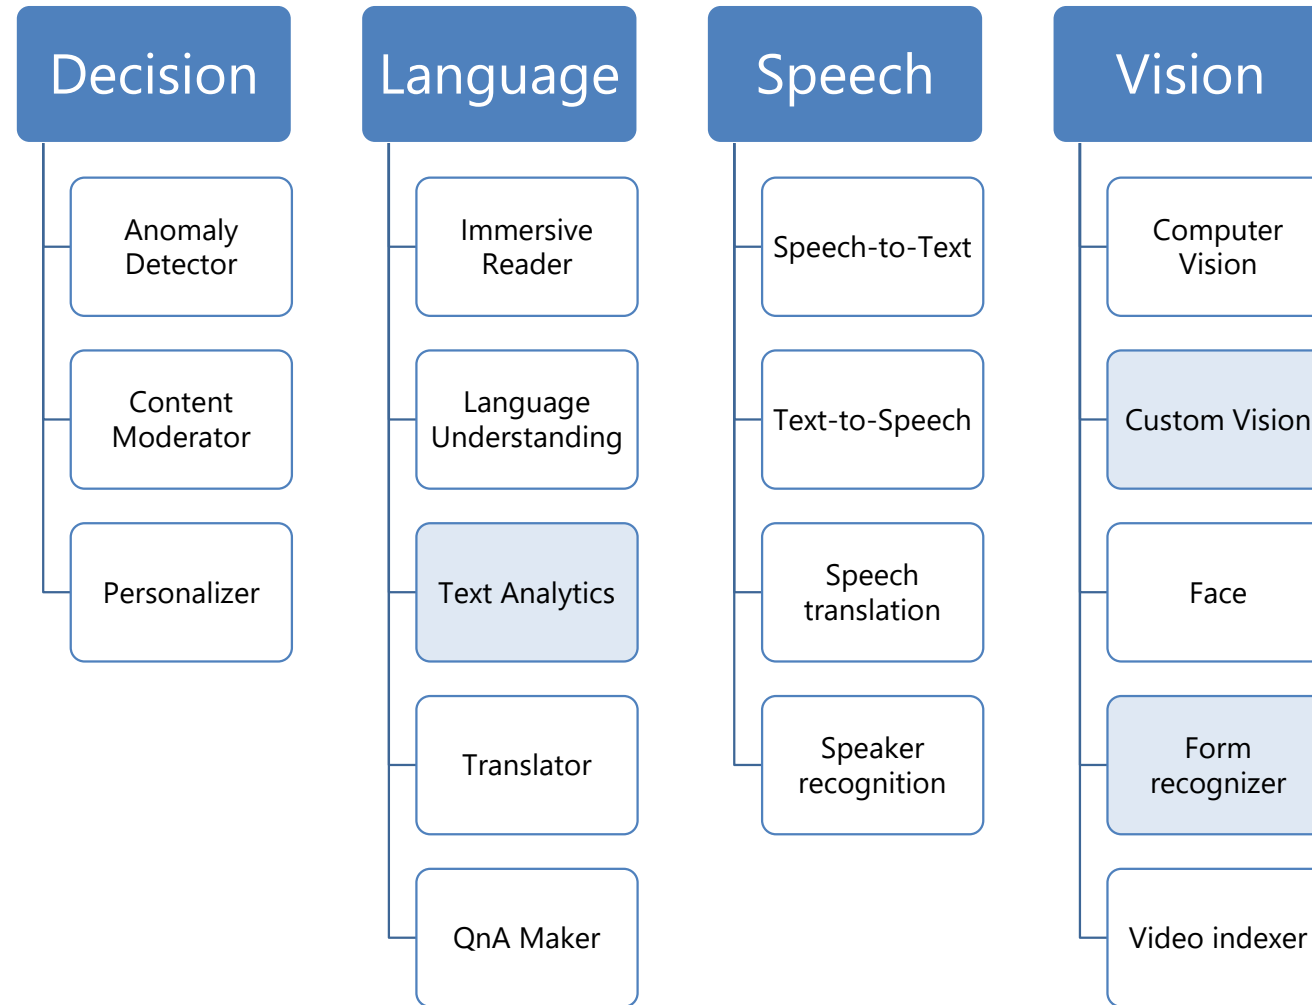 Decision
Anomaly
Detector
Content
Moderator
Personalizer
Language
Immersive
Reader
Language
Understanding
Text Analytics
Translator
QnA Maker
Speech
Speech-to-Text
Text-to-Speech
Speech
translation
Speaker
recognition
Vision
Computer
Vision
Custom Vision
Face
Form
recognizer
Video indexer